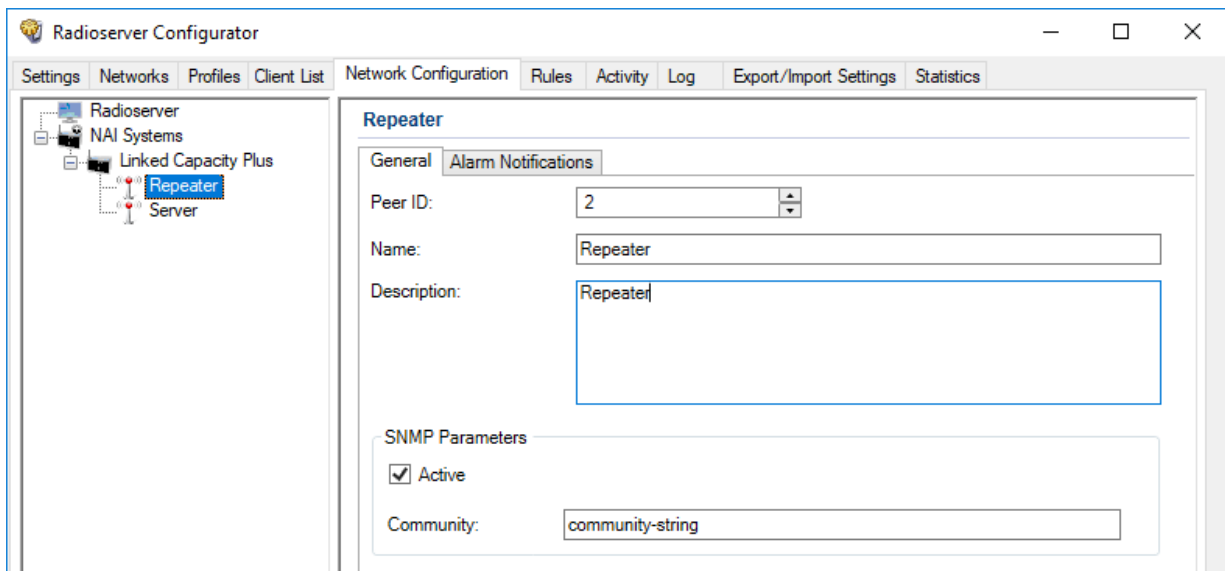 Radioserver Configurator
Settings Networks Profiles Client List Network Configuration Rules Activity Log Export/Import Settings Statistics
Radioserver
NAI Systems
Linked Capacity Plus
Repeater
Server
Repeater
General Alarm Notifications
Peer ID: 2
Name: Repeater
Description: Repeater
SNMP Parameters
Active
Community: community-string